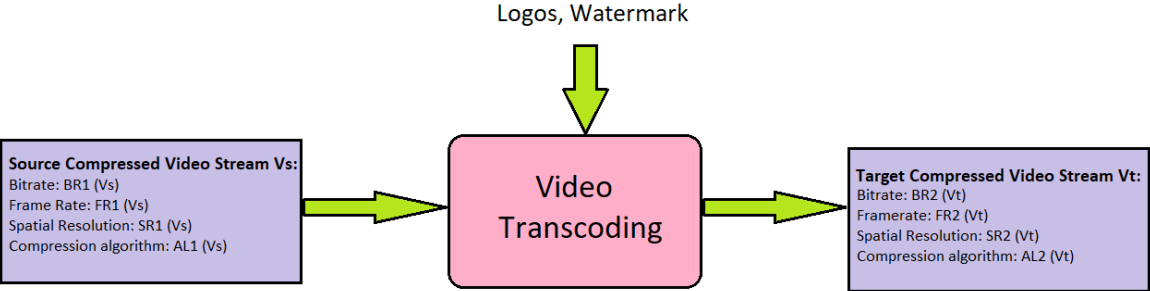 Logos, Watermark
Source Compressed Video Stream Vs:
Bitrate: BR1 (Vs)
Frame Rate: FR1 (Vs)
Spatial Resolution: SR1 (Vs)
Compression algorithm: AL1 (Vs)
Video
Transcoding
Target Compressed Video Stream Vt:
Bitrate: BR2 (Vt)
Framerate: FR2 (Vt)
Spatial Resolution: SR2 (Vt)
Compression algorithm: AL2 (Vt)